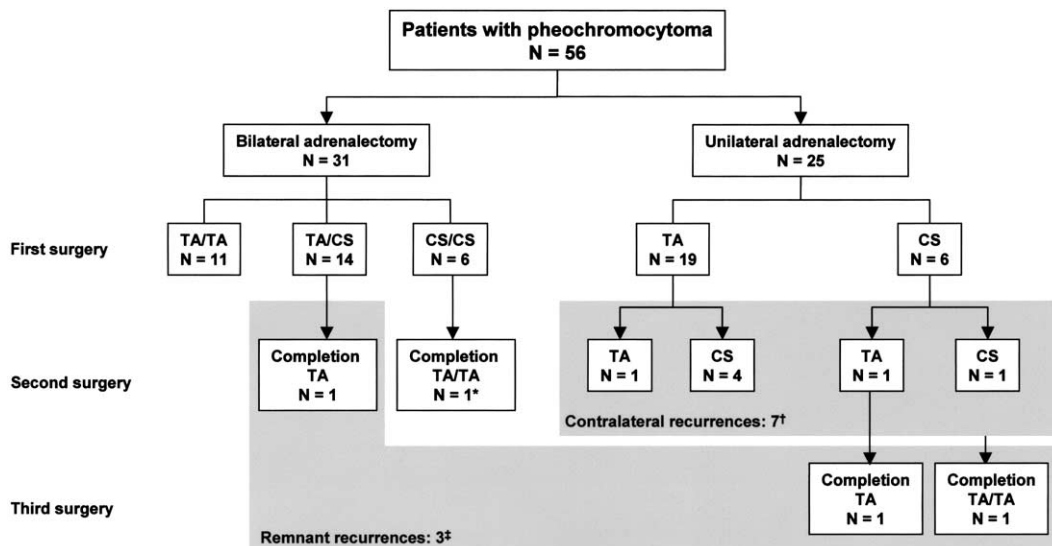 Patients with pheochromocytoma
N = 56
Bilateral adrenalectomy
N = 31
Unilateral adrenalectomy
N = 25
First surgery
TA/TA
N = 11
TA/CS
N = 14
CS/CS
N = 6
TA
N = 19
CS
N = 6
Second surgery
Completion
TA
N = 1
Completion
TA/TA
N = 1*
TA
N = 1
CS
N = 4
TA
N = 1
CS
N = 1
Contralateral recurrences: 7†
Third surgery
Completion
TA
N = 1
Completion
TA/TA
N = 1
Remnant recurrences: 3‡